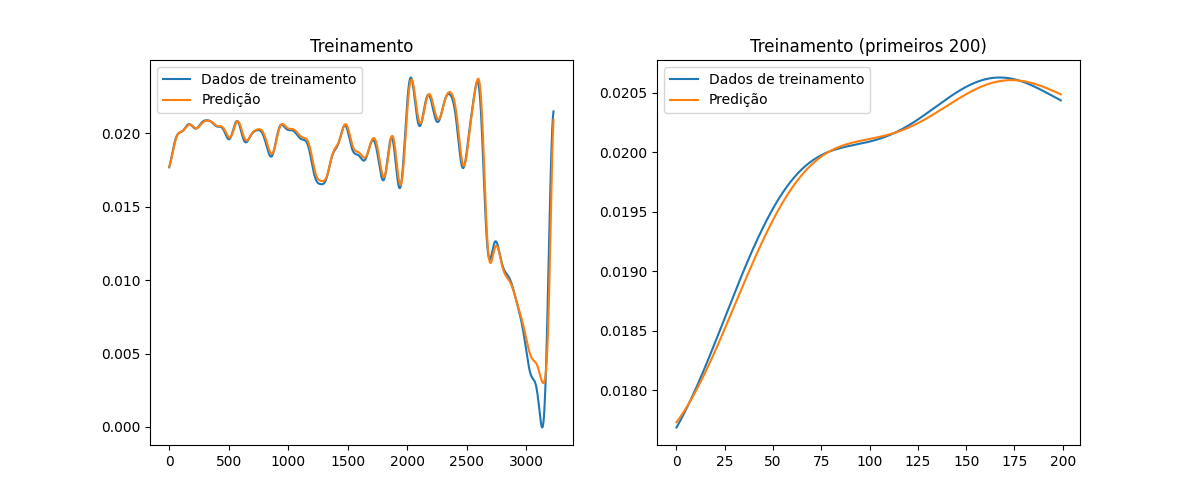 Treinamento
Dados de treinamento
Predição
0.020
0.015
0.010
0.005
0.000
0 500 1000 1500 2000 2500 3000
Treinamento (primeiros 200)
Dados de treinamento
Predição
0.0205
0.0200
0.0195
0.0190
0.0185
0.0180
0 25 50 75 100 125 150 175 200